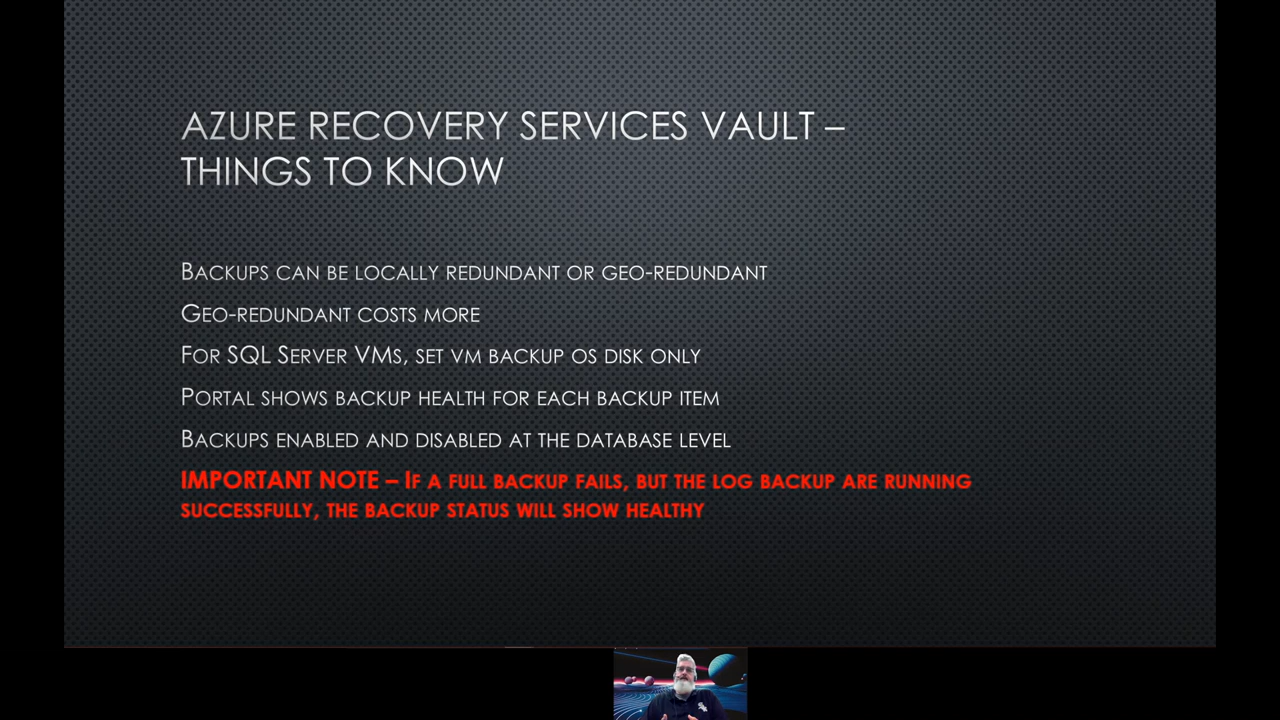 AZURE RECOVERY SERVICES VAULT –
THINGS TO KNOW
BACKUPS CAN BE LOCALLY REDUNDANT OR GEO-REDUNDANT
GEO-REDUNDANT COSTS MORE
FOR SQL SERVER VMS, SET VM BACKUP OS DISK ONLY
PORTAL SHOWS BACKUP HEALTH FOR EACH BACKUP ITEM
BACKUPS ENABLED AND DISABLED AT THE DATABASE LEVEL
IMPORTANT NOTE – IF A FULL BACKUP FAILS, BUT THE LOG BACKUP ARE RUNNING
SUCCESSFULLY, THE BACKUP STATUS WILL SHOW HEALTHY